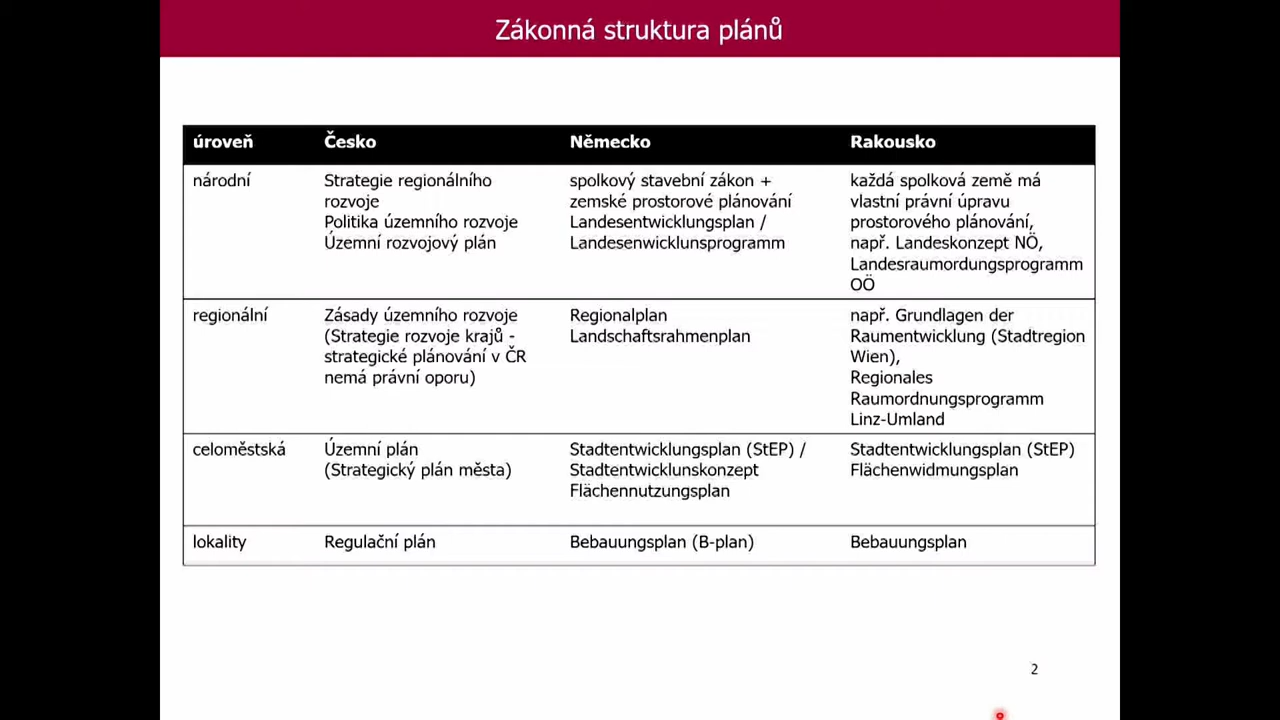 Zákonná struktura plánů
úroveň
Česko
Německo
Rakousko
národní
Strategie regionálního
rozvoje
Politika územního rozvoje
Územní rozvojový plán
spolkový stavební zákon +
zemské prostorové plánování
Landesentwicklungsplan /
Landesenwicklunsprogramm
každá spolková země má
vlastní právní úpravu
prostorového plánování,
např. Landeskonzept NÖ,
Landesraumordungsprogramm
OÖ
regionální
Zásady územního rozvoje
(Strategie rozvoje krajů -
strategické plánování v ČR
nemá právní oporu)
Regionalplan
Landschaftsrahmenplan
např. Grundlagen der
Raumentwicklung (Stadtregion
Wien),
Regionales
Raumordnungsprogramm
Linz-Umland
celoměstská
Územní plán
(Strategický plán města)
Stadtentwicklungsplan (StEP) /
Stadtentwicklunskonzept
Flächennutzungsplan
Stadtentwicklungsplan (StEP)
Flächenwidmungsplan
lokality
Regulační plán
Bebauungsplan (B-plan)
Bebauungsplan
2